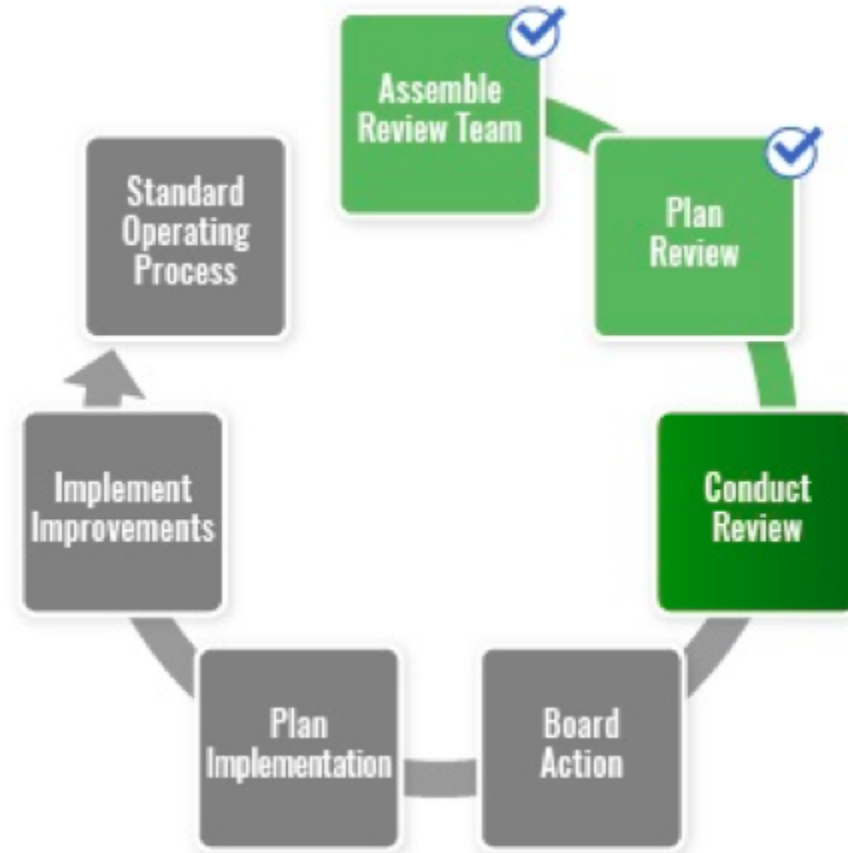 Assemble
Review Team
Plan
Review
Conduct
Review
Board
Action
Plan
Implementation
Implement
Improvements
Standard
Operating
Process